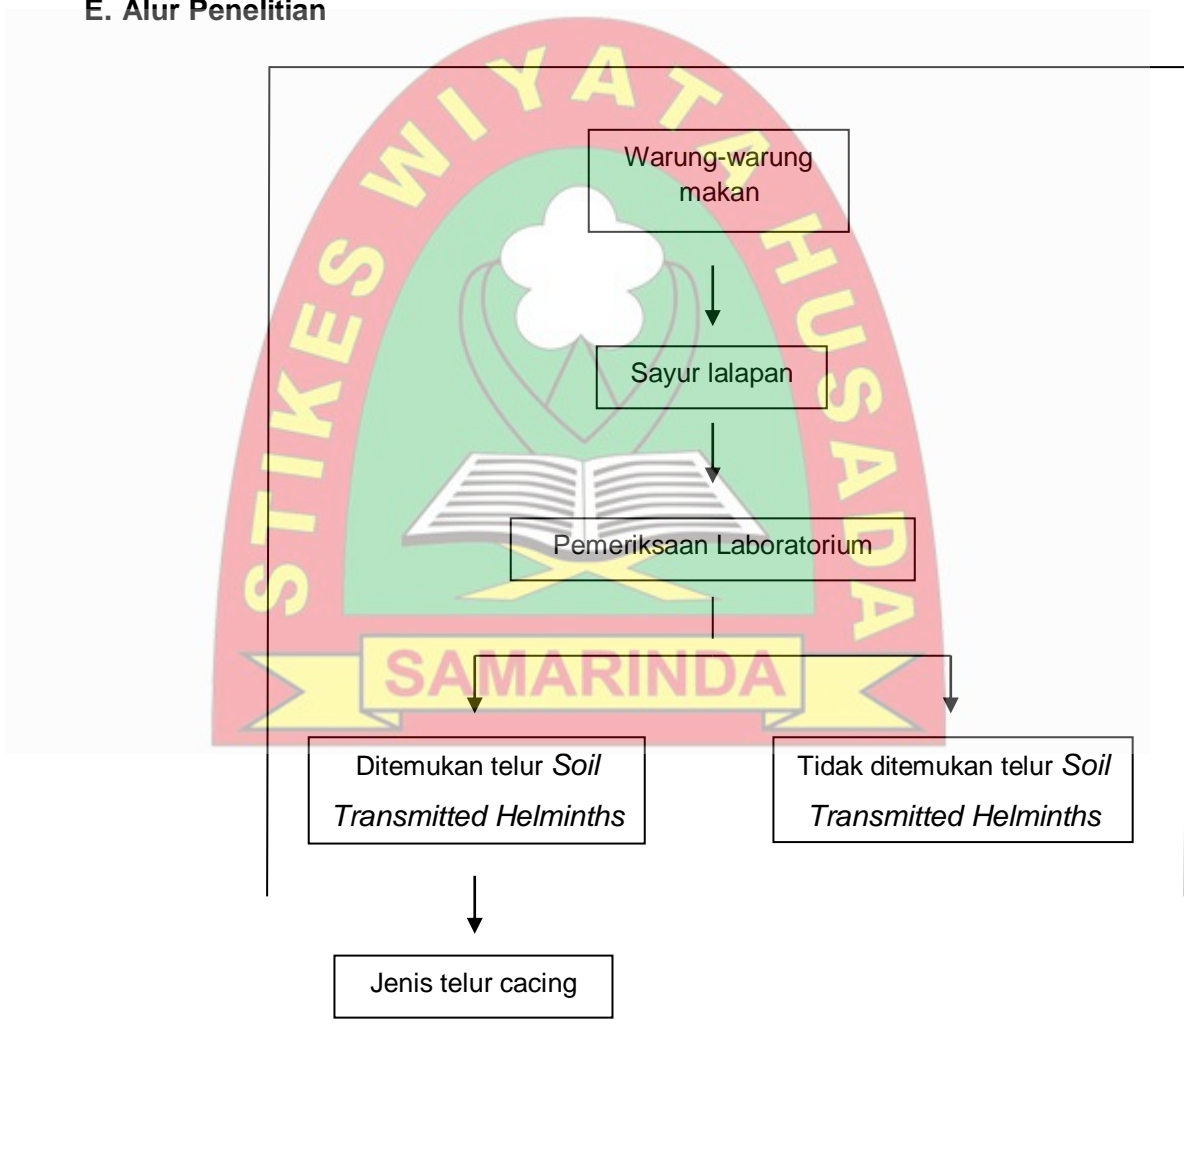 E. Alur Penelitian
STIKES WIYATA HUSADA
SAMARINDA
Warung-warung
makan
Sayur lalapan
Pemeriksaan Laboratorium
Ditemukan telur Soil
Transmitted Helminths
Tidak ditemukan telur Soil
Transmitted Helminths
Jenis telur cacing